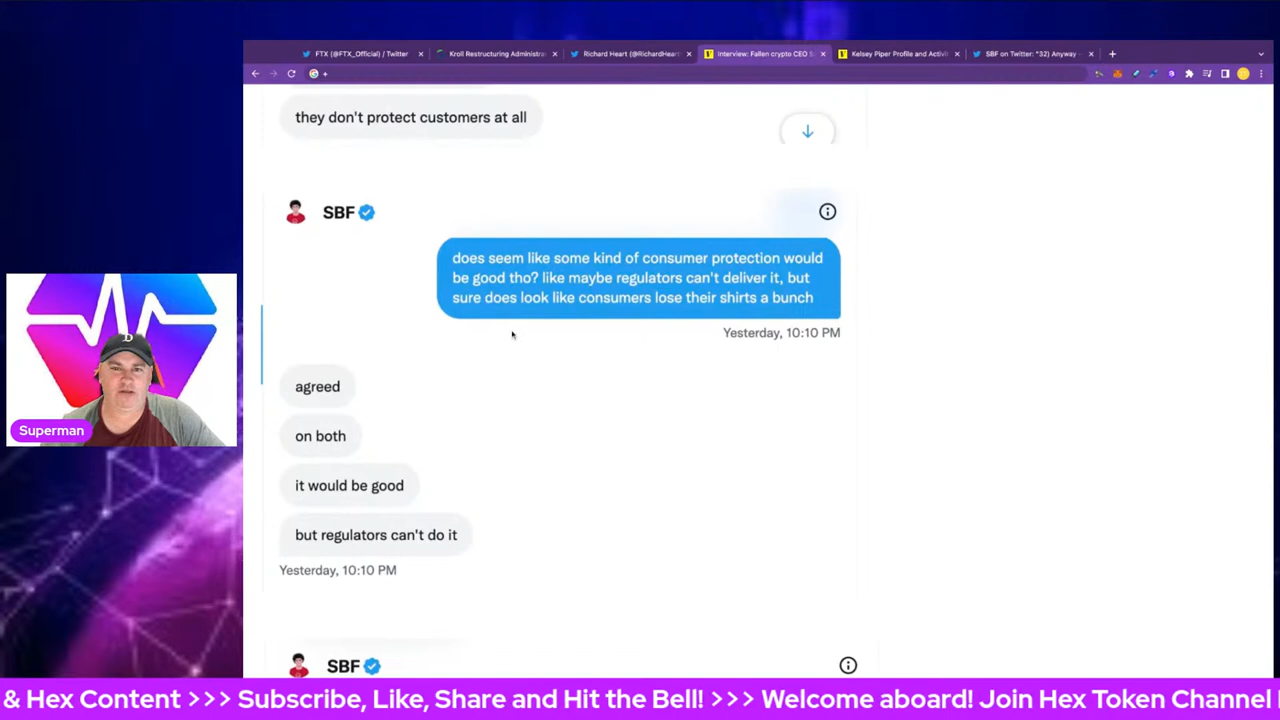 FTX (@FTX_Official) / Twitter
Kroll Restructuring Administra
Richard Heart (@RichardHeart
Interview: Fallen crypto CEO S
Kelsey Piper Profile and Activi
SBF on Twitter: "32) Anyway
they don't protect customers at all
SBF
does seem like some kind of consumer protection would
be good tho? like maybe regulators can't deliver it, but
sure does look like consumers lose their shirts a bunch
Yesterday, 10:10 PM
agreed
on both
it would be good
but regulators can't do it
Yesterday, 10:10 PM
SBF
D
Superman
& Hex Content >>> Subscribe, Like, Share and Hit the Bell! >>> Welcome aboard! Join Hex Token Channel